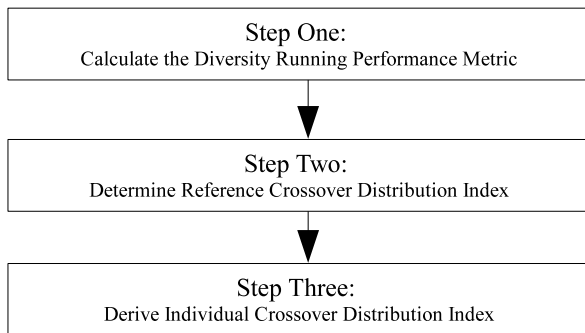 Step One:
Calculate the Diversity Running Performance Metric
Step Two:
Determine Reference Crossover Distribution Index
Step Three:
Derive Individual Crossover Distribution Index